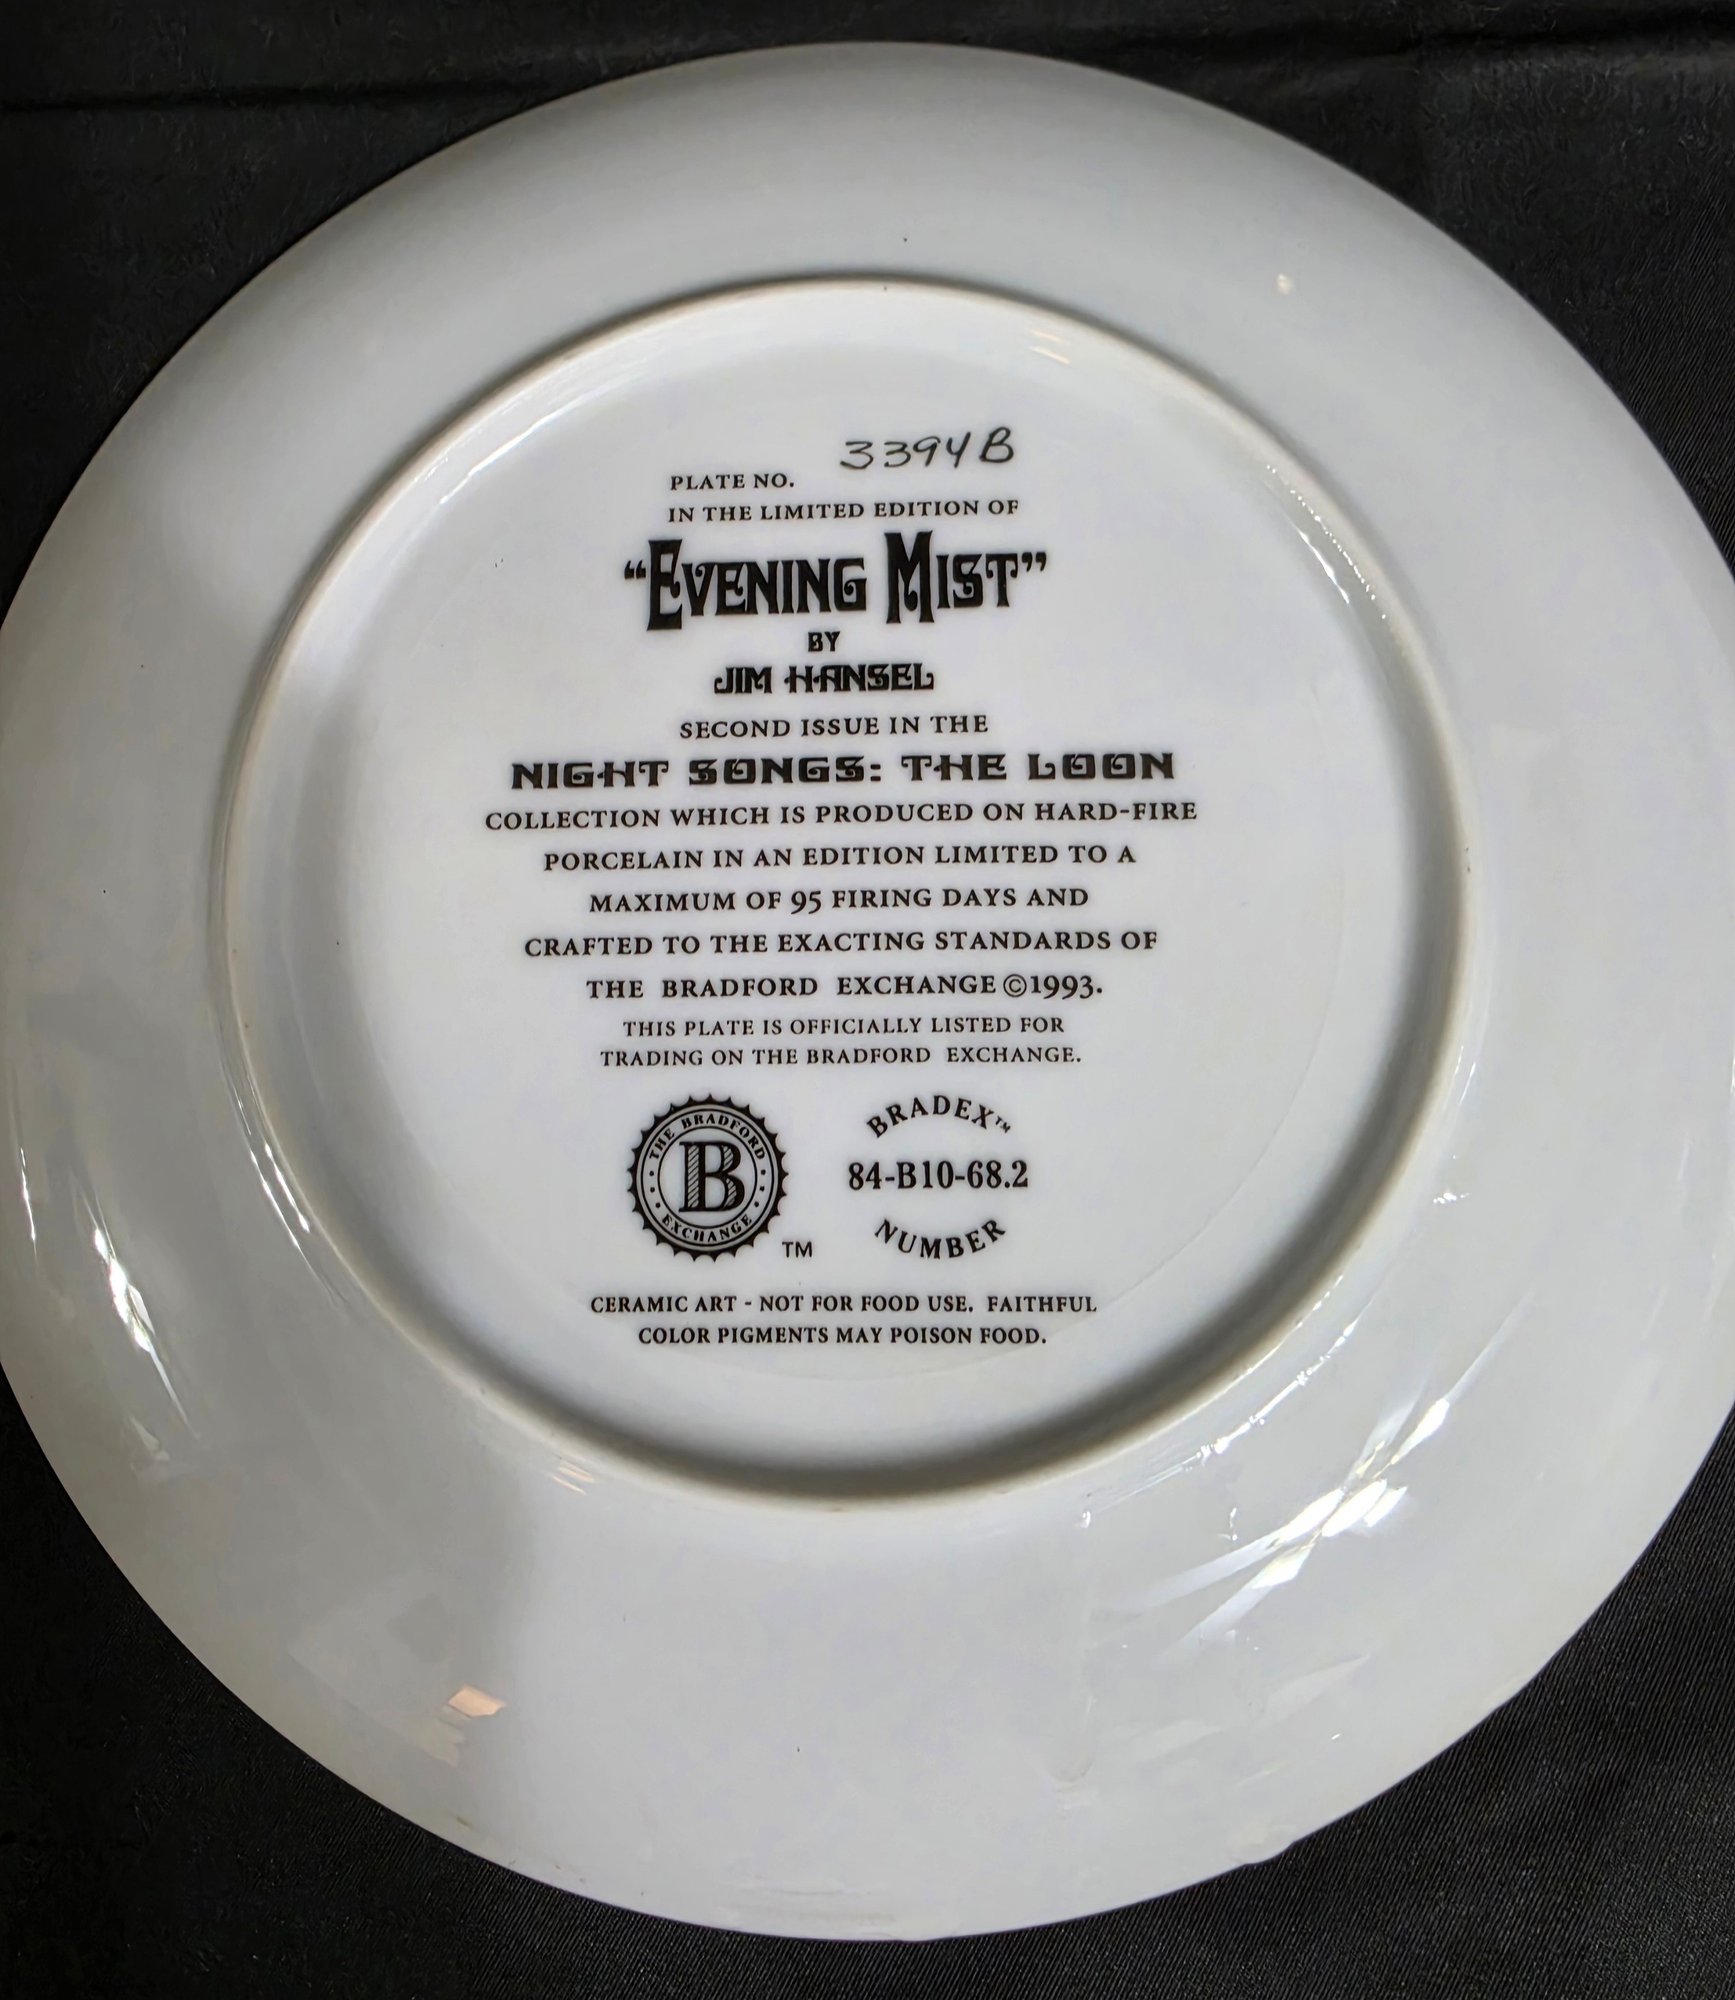 3394B
PLATE NO.
IN THE LIMITED EDITION OF
“EVENING MIST”
BY
JIM HANSEL
SECOND ISSUE IN THE
NIGHT SONGS: THE LOON
COLLECTION WHICH IS PRODUCED ON HARD-FIRE
PORCELAIN IN AN EDITION LIMITED TO A
MAXIMUM OF 95 FIRING DAYS AND
CRAFTED TO THE EXACTING STANDARDS OF
THE BRADFORD EXCHANGE ©1993.
THIS PLATE IS OFFICIALLY LISTED FOR
TRADING ON THE BRADFORD EXCHANGE.
THE BRADFORD
B
EXCHANGE
TM
BRADEX™
84-B10-68.2
NUMBER
CERAMIC ART - NOT FOR FOOD USE. FAITHFUL
COLOR PIGMENTS MAY POISON FOOD.